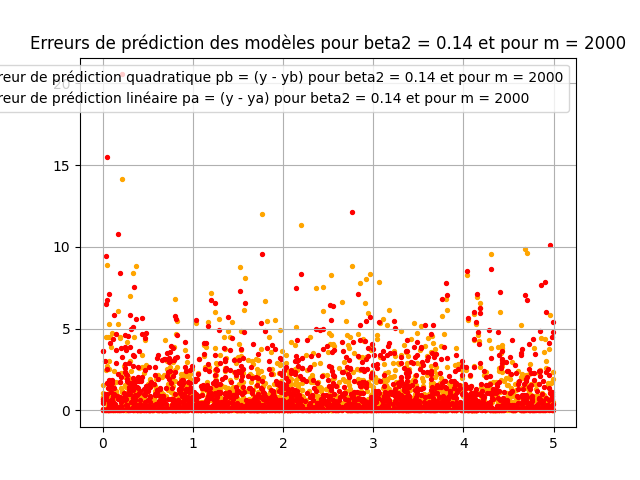 Erreurs de prédiction des modèles pour beta2 = 0.14 et pour m = 2000
reur de prédiction quadratique pb = (y - yb) pour beta2 = 0.14 et pour m = 2000
reur de prédiction linéaire pa = (y - ya) pour beta2 = 0.14 et pour m = 2000
20
15
10
5
0
0 1 2 3 4 5